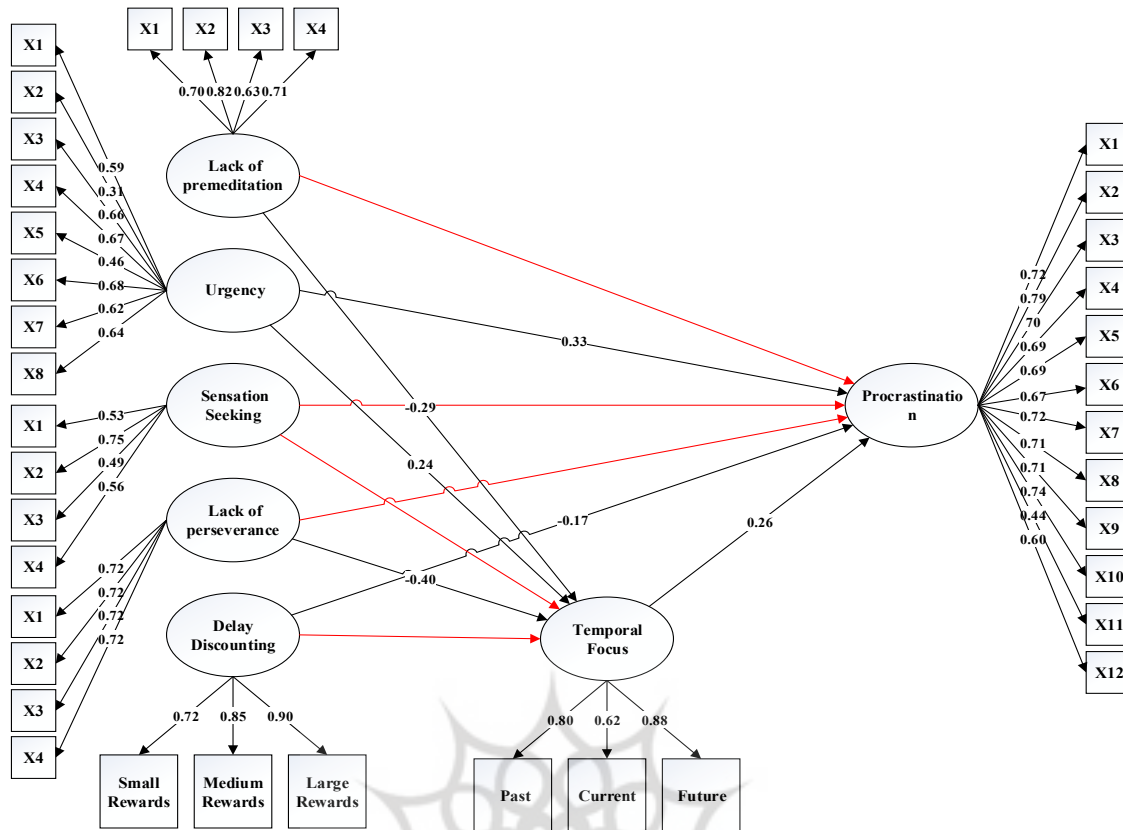 X1
X2
X3
X4
0.70
0.82
0.63
0.71
Lack of
premeditation
X1
X2
X3
X4
X5
X6
X7
X8
0.59
0.31
0.66
0.67
0.46
0.68
0.62
0.64
Urgency
X1
X2
X3
X4
0.53
0.75
0.49
0.56
Sensation
Seeking
X1
X2
X3
X4
0.72
0.72
0.72
0.72
Lack of
perseverance
Delay
Discounting
0.72
0.85
0.90
Small
Rewards
Medium
Rewards
Large
Rewards
0.33
-0.29
0.24
-0.17
-0.40
0.26
Temporal
Focus
0.80
0.62
0.88
Past
Current
Future
Procrastinatio
n
0.72
0.79
70
0.69
0.69
0.67
0.72
0.71
0.71
0.74
0.44
0.60
X1
X2
X3
X4
X5
X6
X7
X8
X9
X10
X11
X12